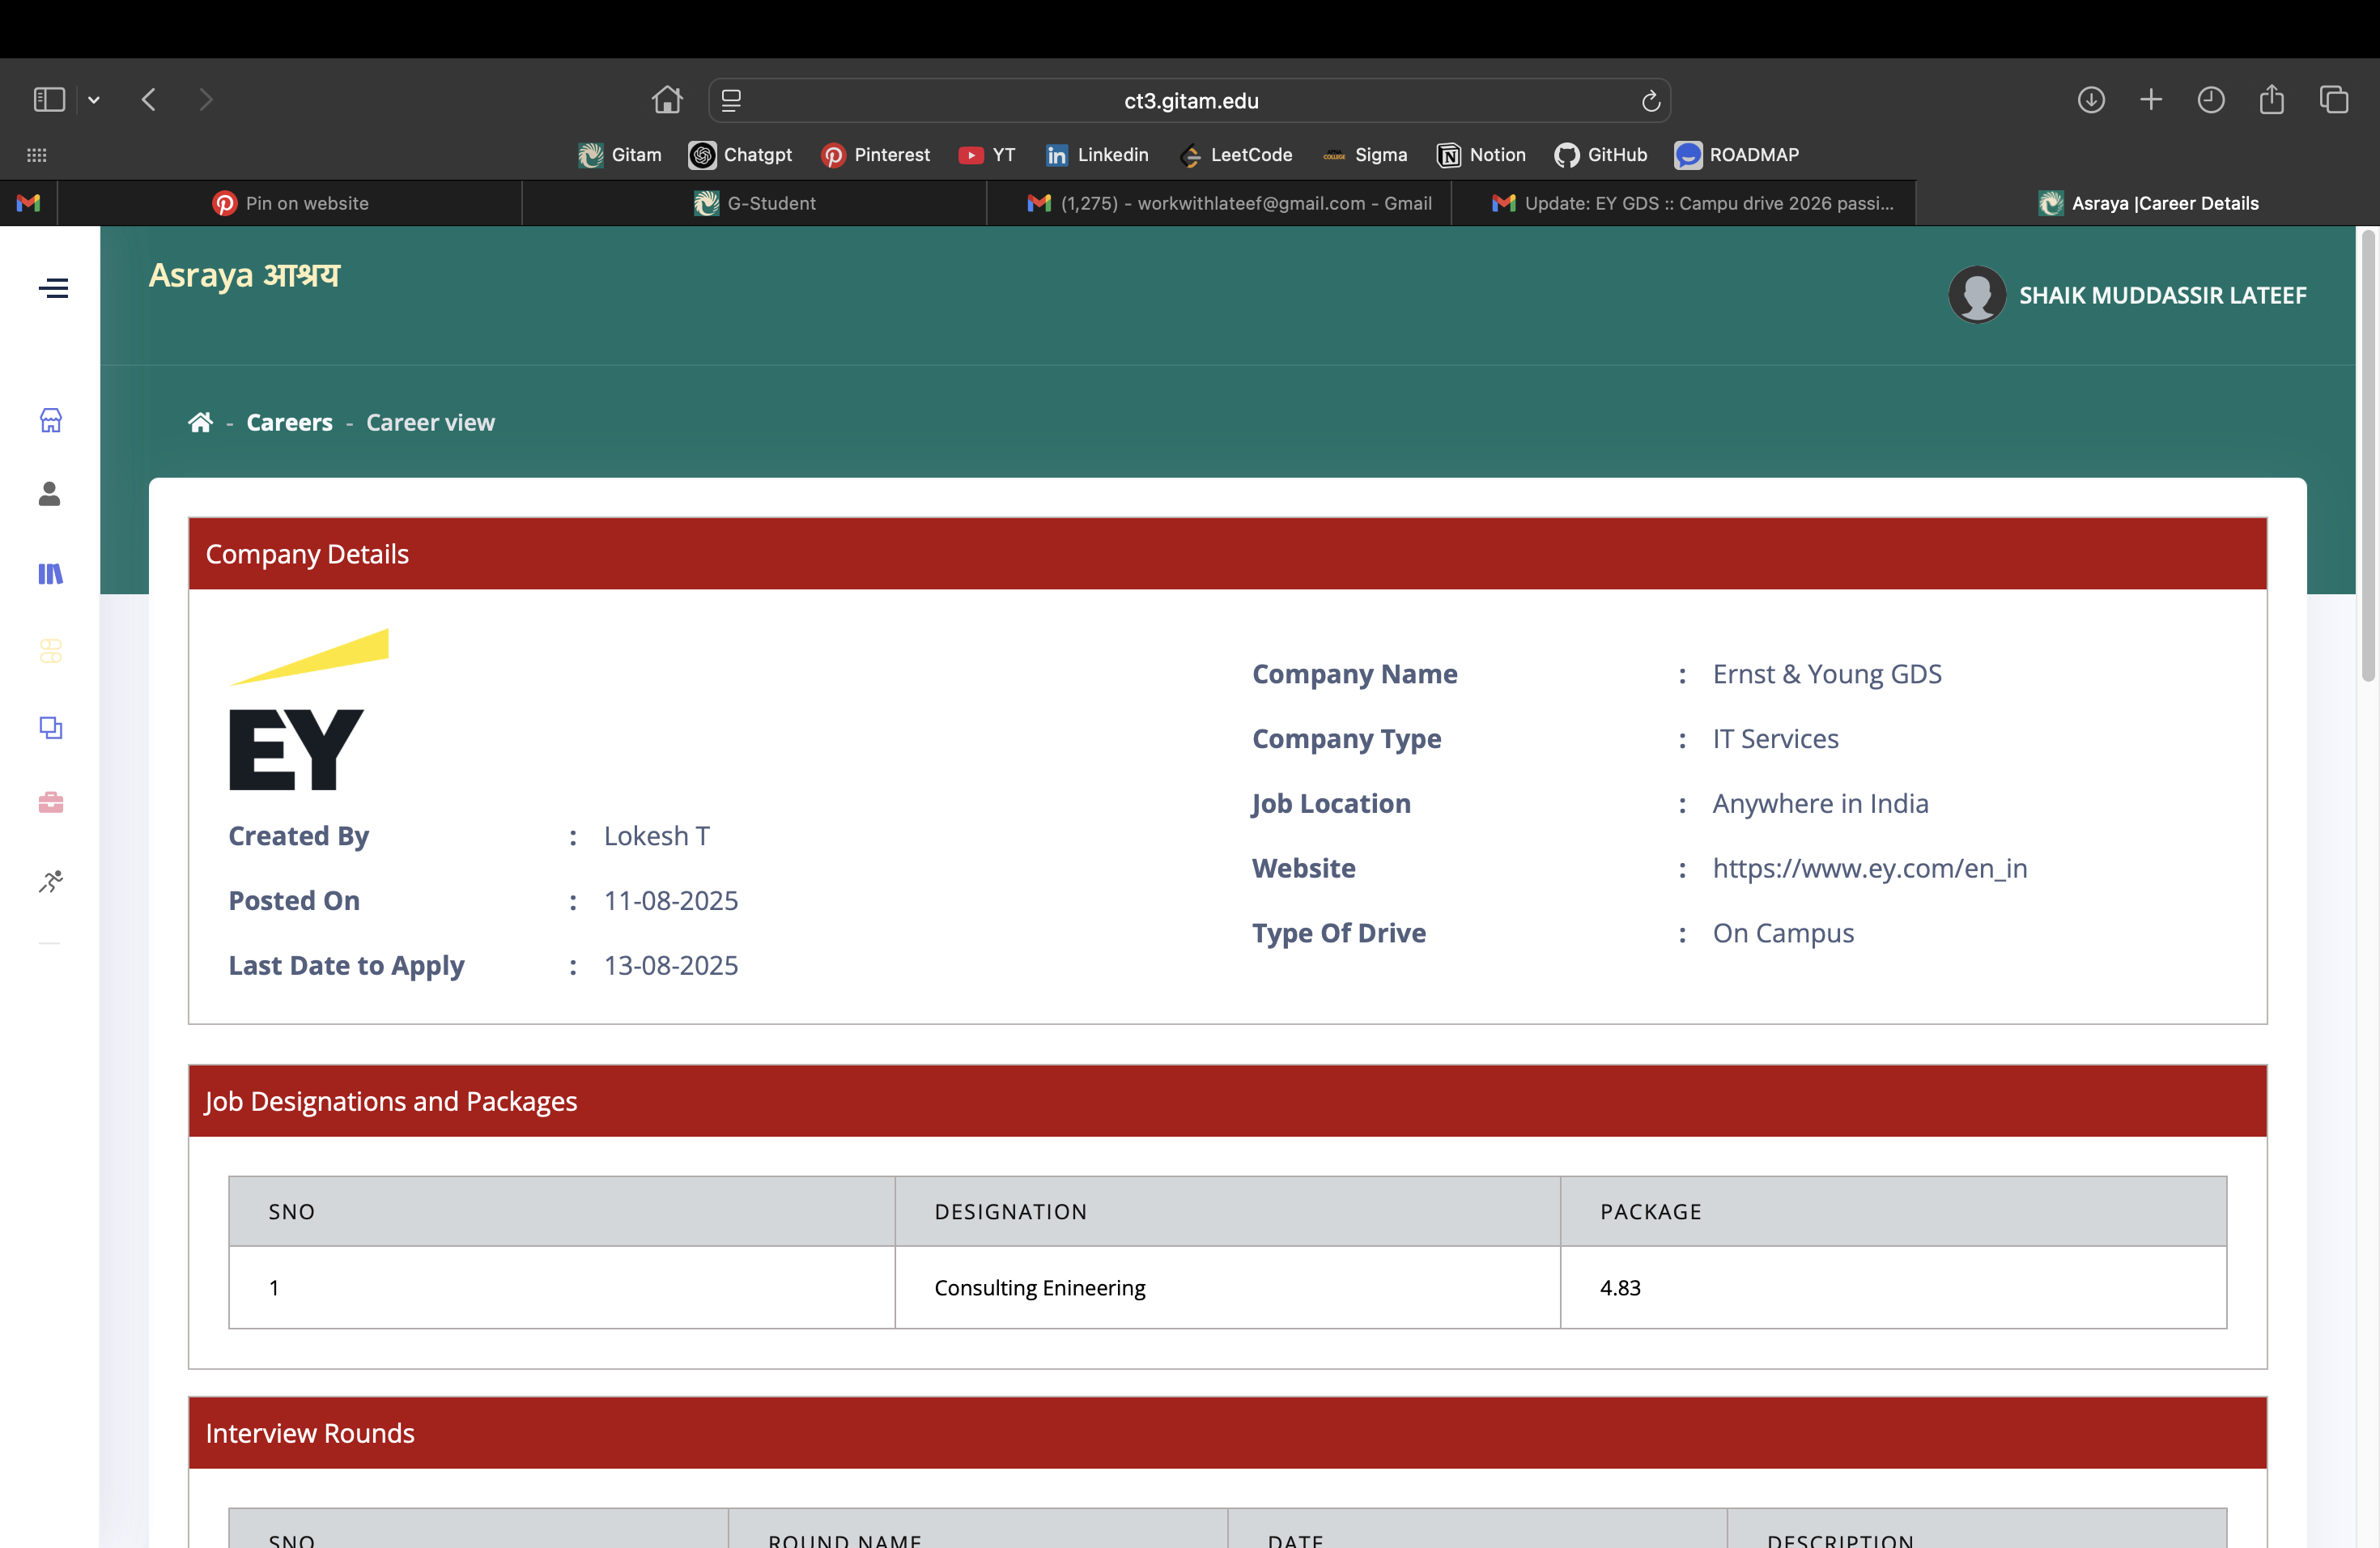 ct3.gitam.edu
Gitam Chatgpt Pinterest YT Linkedin LeetCode Sigma Notion GitHub ROADMAP
Pin on website G-Student (1,275) - workwithlateef@gmail.com - Gmail Update: EY GDS :: Campu drive 2026 passi... Asraya |Career Details
Asraya आश्रय
SHAIK MUDDASSIR LATEEF
- Careers - Career view
Company Details
EY
Created By : Lokesh T
Posted On : 11-08-2025
Last Date to Apply : 13-08-2025
Company Name : Ernst & Young GDS
Company Type : IT Services
Job Location : Anywhere in India
Website : https://www.ey.com/en_in
Type Of Drive : On Campus
Job Designations and Packages
SNO DESIGNATION PACKAGE
1 Consulting Enineering 4.83
Interview Rounds
SNO ROUND NAME DATE DESCRIPTION